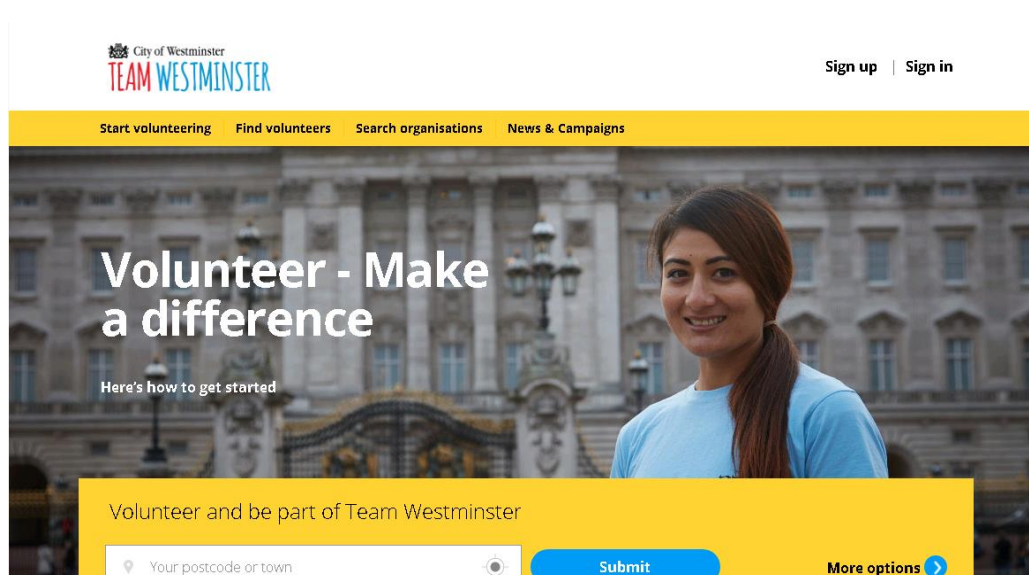 City of Westminster
TEAM WESTMINSTER
Sign up | Sign in
Start volunteering Find volunteers Search organisations News & Campaigns
Volunteer - Make
a difference
Here's how to get started
Volunteer and be part of Team Westminster
Your postcode or town
Submit
More options